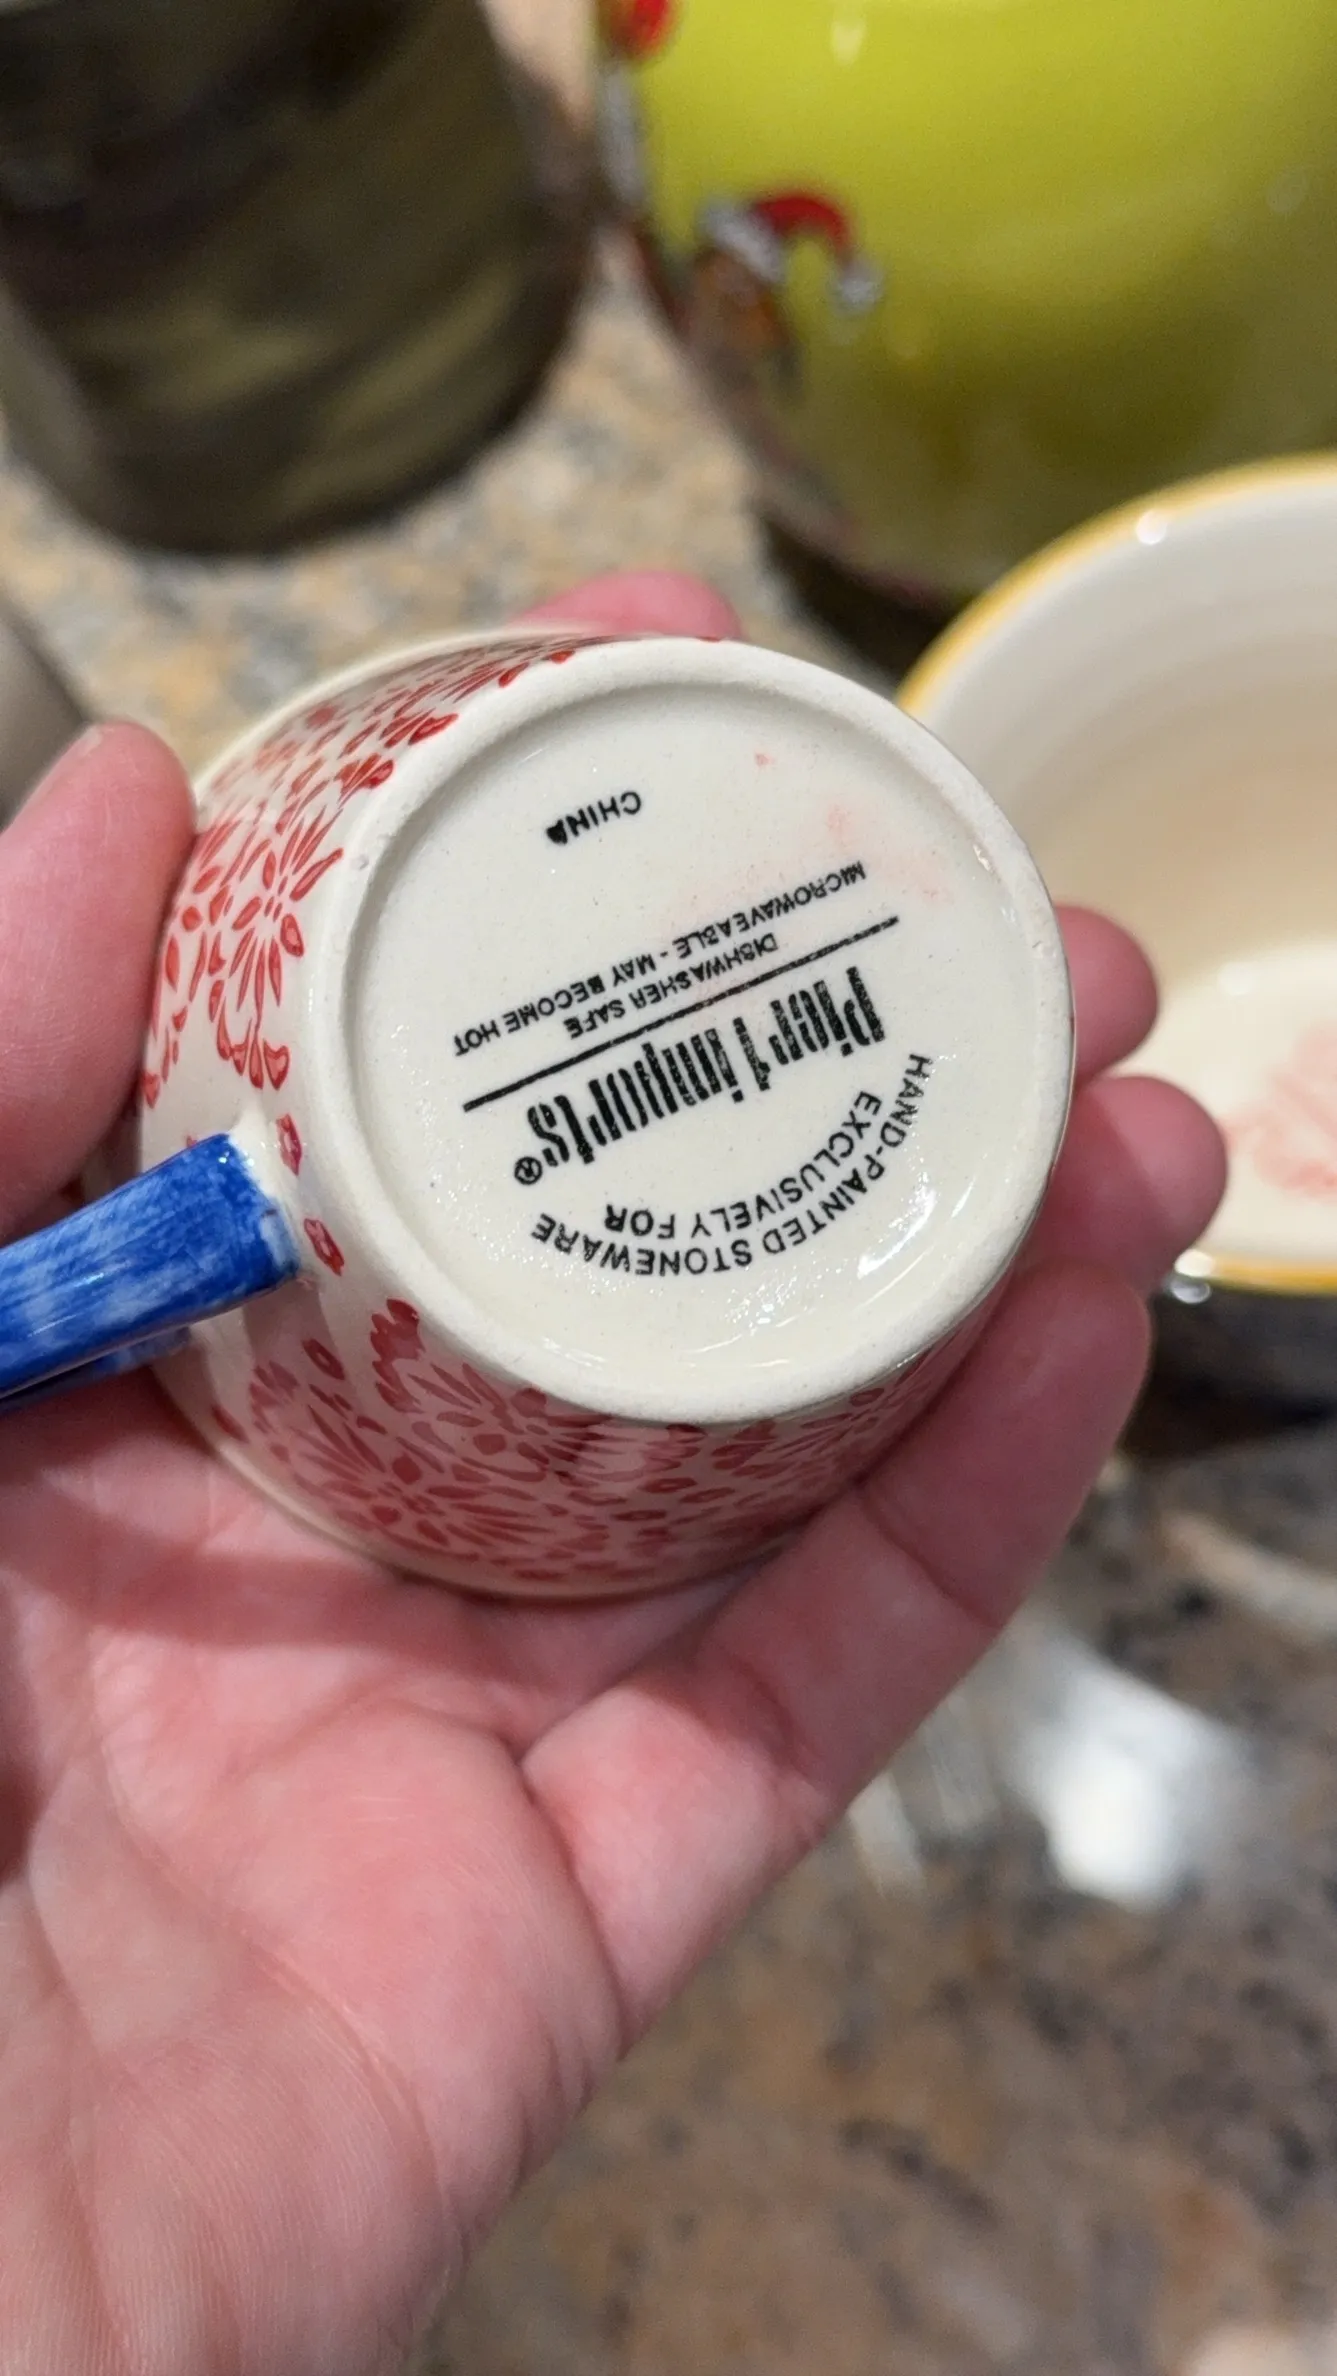 HAND-PAINTED STONEWARE
EXCLUSIVELY FOR
Pier 1 imports®
DISHWASHER SAFE
MICROWAVEABLE - MAY BECOME HOT
CHINA